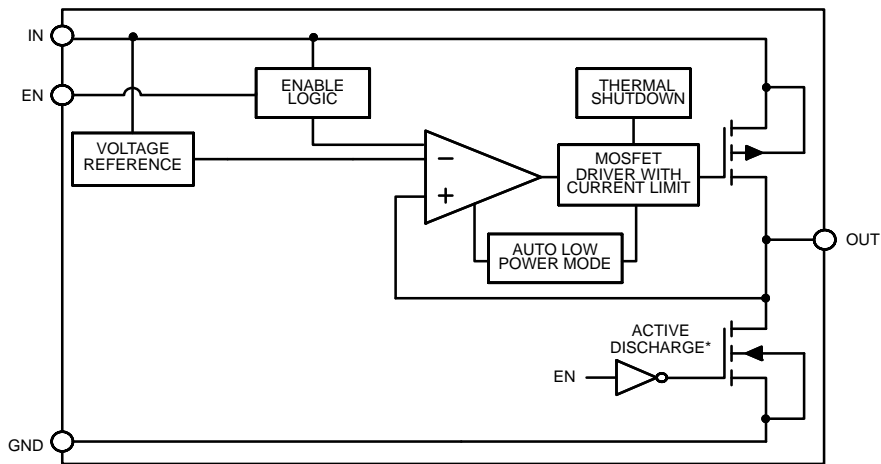 IN
EN
ENABLE
LOGIC
THERMAL
SHUTDOWN
VOLTAGE
REFERENCE
−
+
MOSFET
DRIVER WITH
CURRENT LIMIT
AUTO LOW
POWER MODE
OUT
ACTIVE
DISCHARGE*
EN
GND